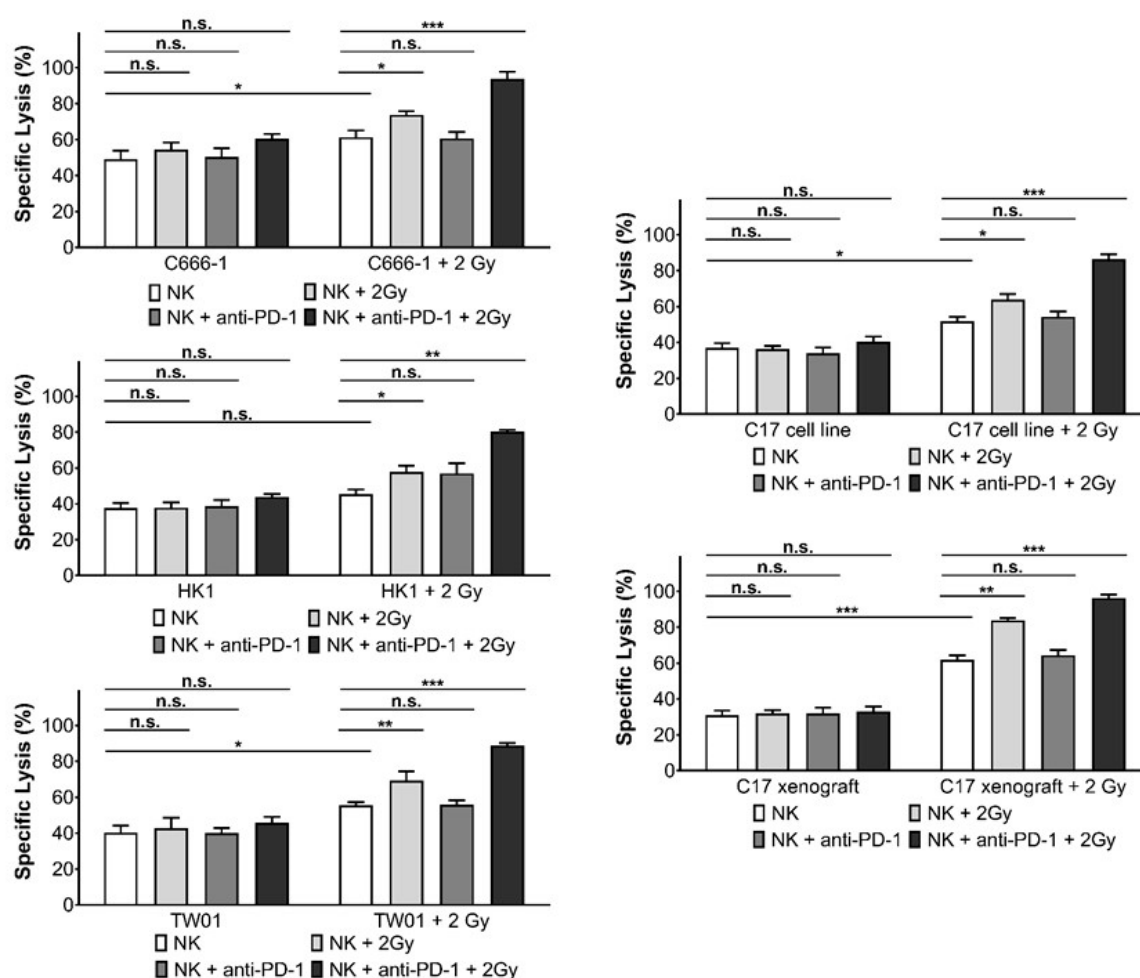 n.s. ***
n.s. n.s.
n.s. *
*
Specific Lysis (%)
100
80
60
40
20
0
C666-1 C666-1 + 2 Gy
NK NK + 2Gy
NK + anti-PD-1 NK + anti-PD-1 + 2Gy
n.s. **
n.s. n.s.
n.s. *
n.s.
Specific Lysis (%)
100
80
60
40
20
0
HK1 HK1 + 2 Gy
NK NK + 2Gy
NK + anti-PD-1 NK + anti-PD-1 + 2Gy
n.s. ***
n.s. n.s.
n.s. **
*
Specific Lysis (%)
100
80
60
40
20
0
TW01 TW01 + 2 Gy
NK NK + 2Gy
NK + anti-PD-1 NK + anti-PD-1 + 2Gy
n.s. ***
n.s. n.s.
n.s. *
*
Specific Lysis (%)
100
80
60
40
20
0
C17 cell line C17 cell line + 2 Gy
NK NK + 2Gy
NK + anti-PD-1 NK + anti-PD-1 + 2Gy
n.s. ***
n.s. n.s.
n.s. **
***
Specific Lysis (%)
100
80
60
40
20
0
C17 xenograft C17 xenograft + 2 Gy
NK NK + 2Gy
NK + anti-PD-1 NK + anti-PD-1 + 2Gy